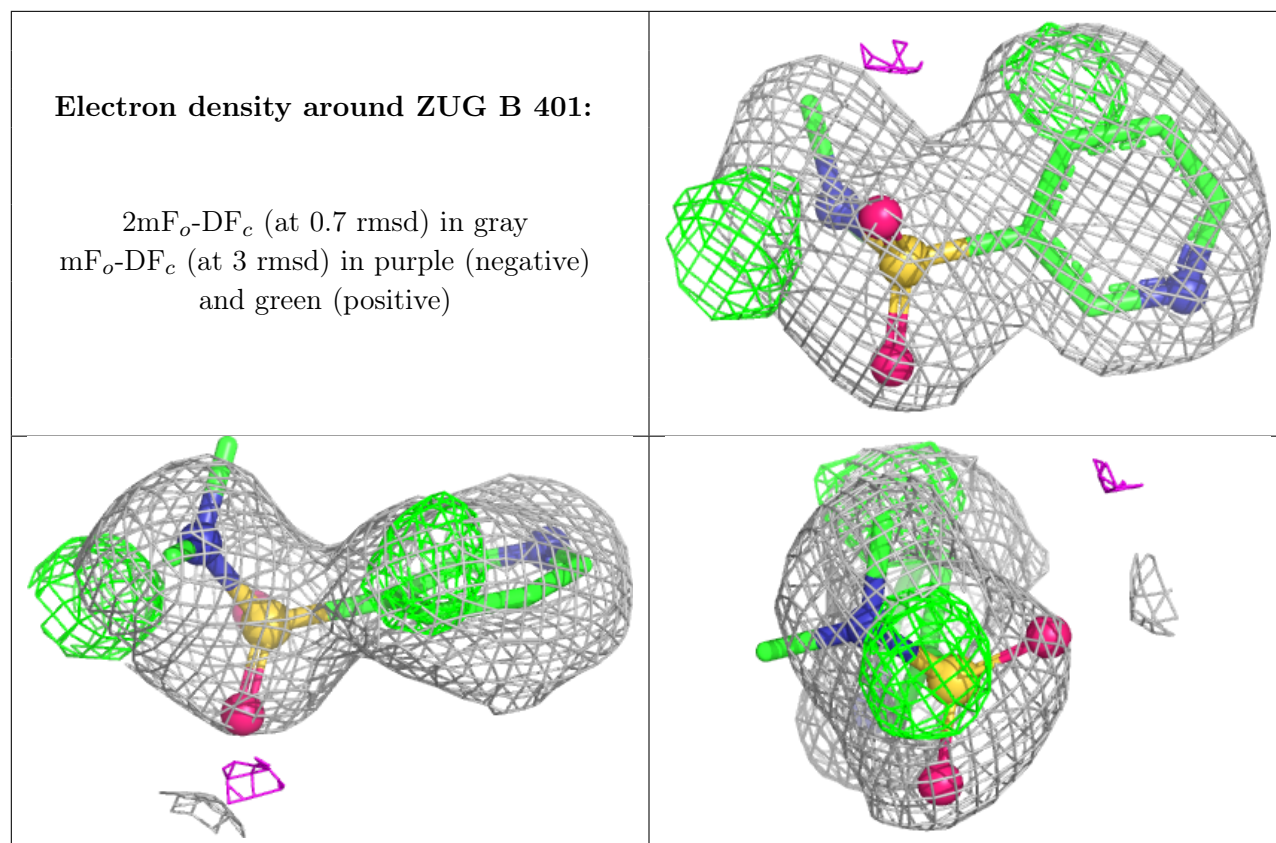 Electron density around ZUG B 401:
2mFₒ-DF𝒸 (at 0.7 rmsd) in gray
mFₒ-DF𝒸 (at 3 rmsd) in purple (negative)
and green (positive)